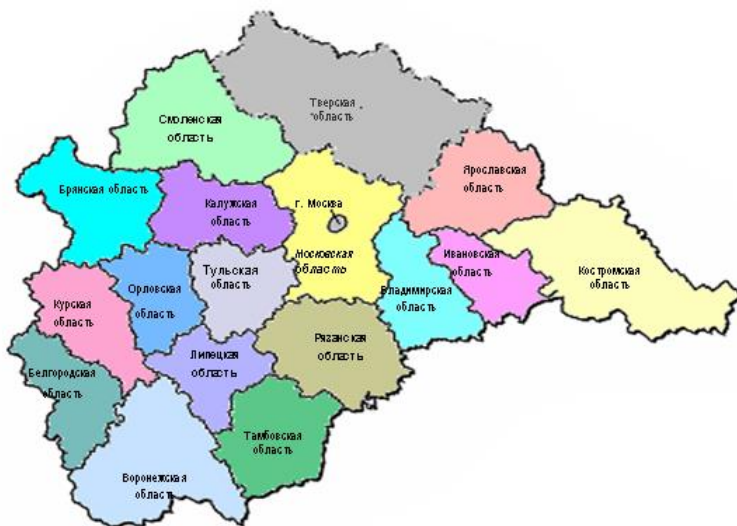 Тверская
область
Смоленская
область
Ярославская
область
Брянская область
Калужская
область
г. Москва
Московская
область
Ивановская
область
Костромская
область
Владимирская
область
Тульская
область
Орловская
область
Курская
область
Рязанская
область
Липецкая
область
Белгородская
область
Тамбовская
область
Воронежская
область